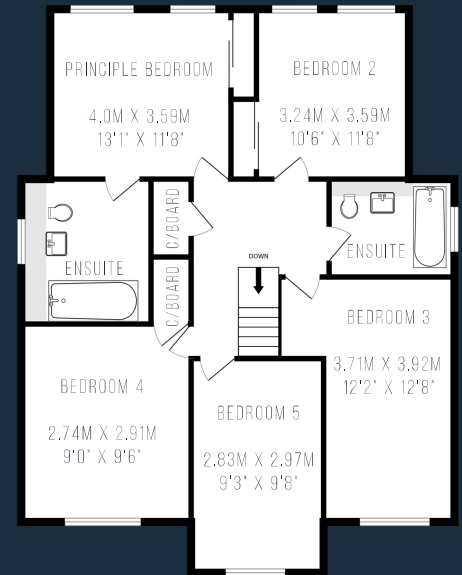 PRINCIPLE BEDROOM
4.0M X 3.59M
13'1" X 11'8"
BEDROOM 2
3.24M X 3.59M
10'6" X 11'8"
C/BOARD
ENSUITE
ENSUITE
DOWN
C/BOARD
BEDROOM 3
3.71M X 3.92M
12'2" X 12'8"
BEDROOM 4
2.74M X 2.91M
9'0" X 9'6"
BEDROOM 5
2.83M X 2.97M
9'3" X 9'8"